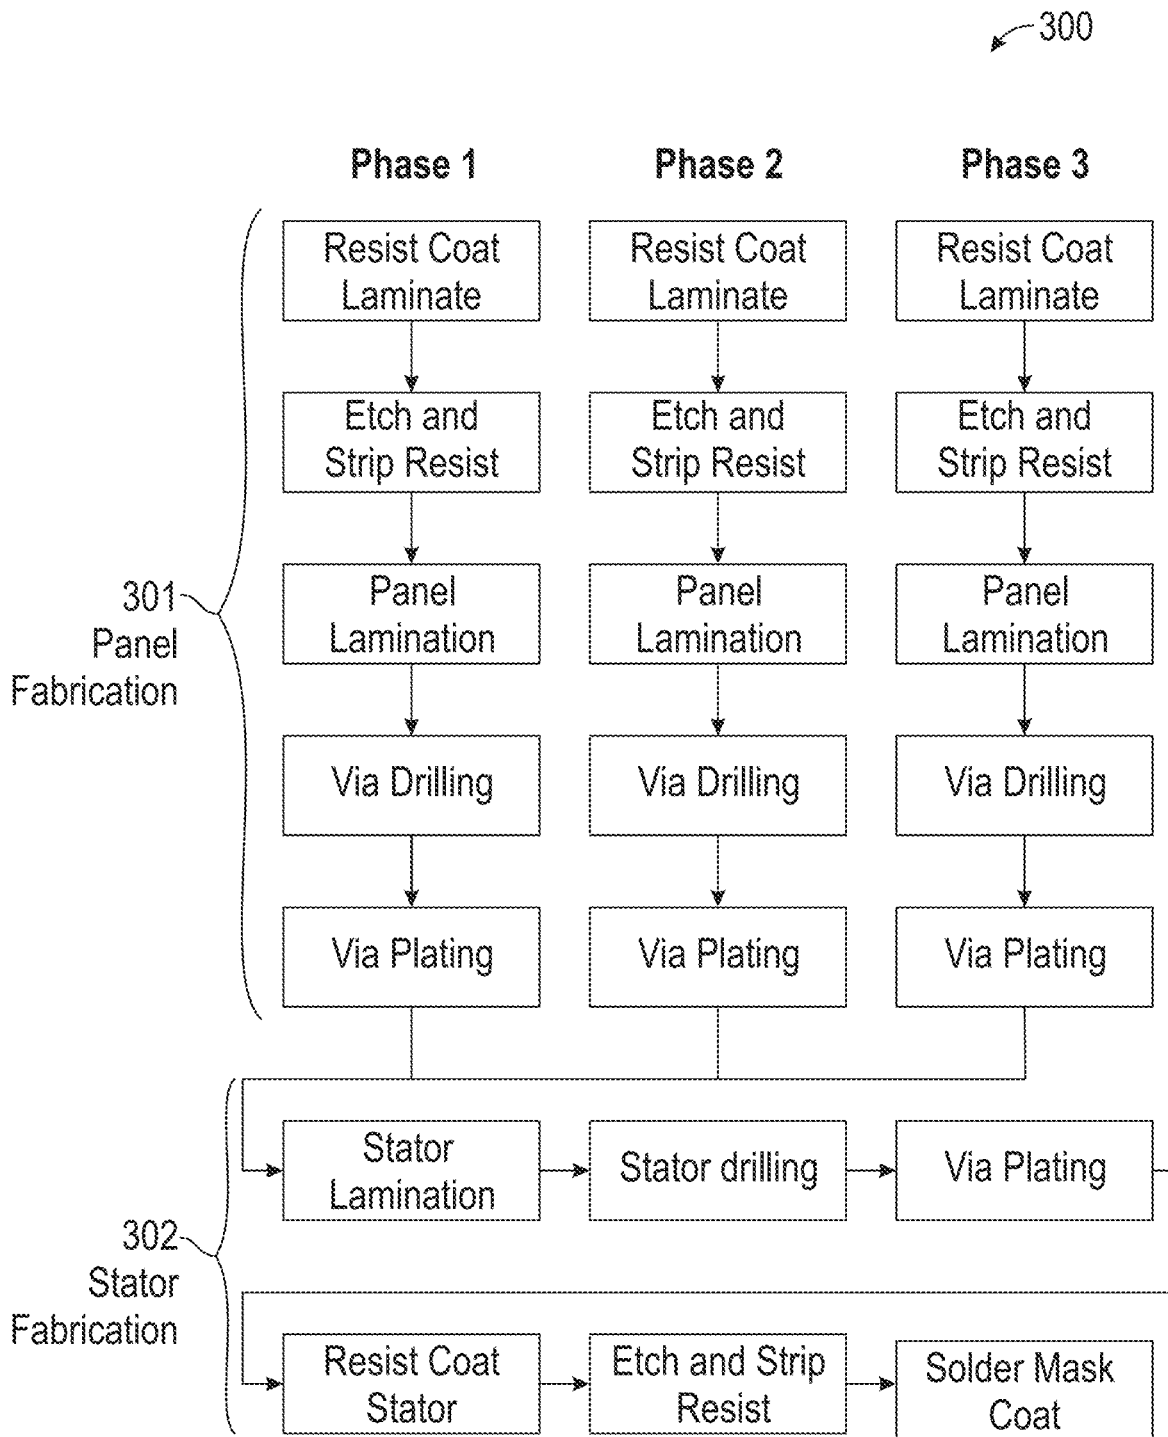 300
Phase 1 Phase 2 Phase 3
Resist Coat
Laminate
Resist Coat
Laminate
Resist Coat
Laminate
Etch and
Strip Resist
Etch and
Strip Resist
Etch and
Strip Resist
301
Panel
Fabrication
Panel
Lamination
Panel
Lamination
Panel
Lamination
Via Drilling
Via Drilling
Via Drilling
Via Plating
Via Plating
Via Plating
302
Stator
Fabrication
Stator
Lamination
Stator drilling
Via Plating
Resist Coat
Stator
Etch and Strip
Resist
Solder Mask
Coat